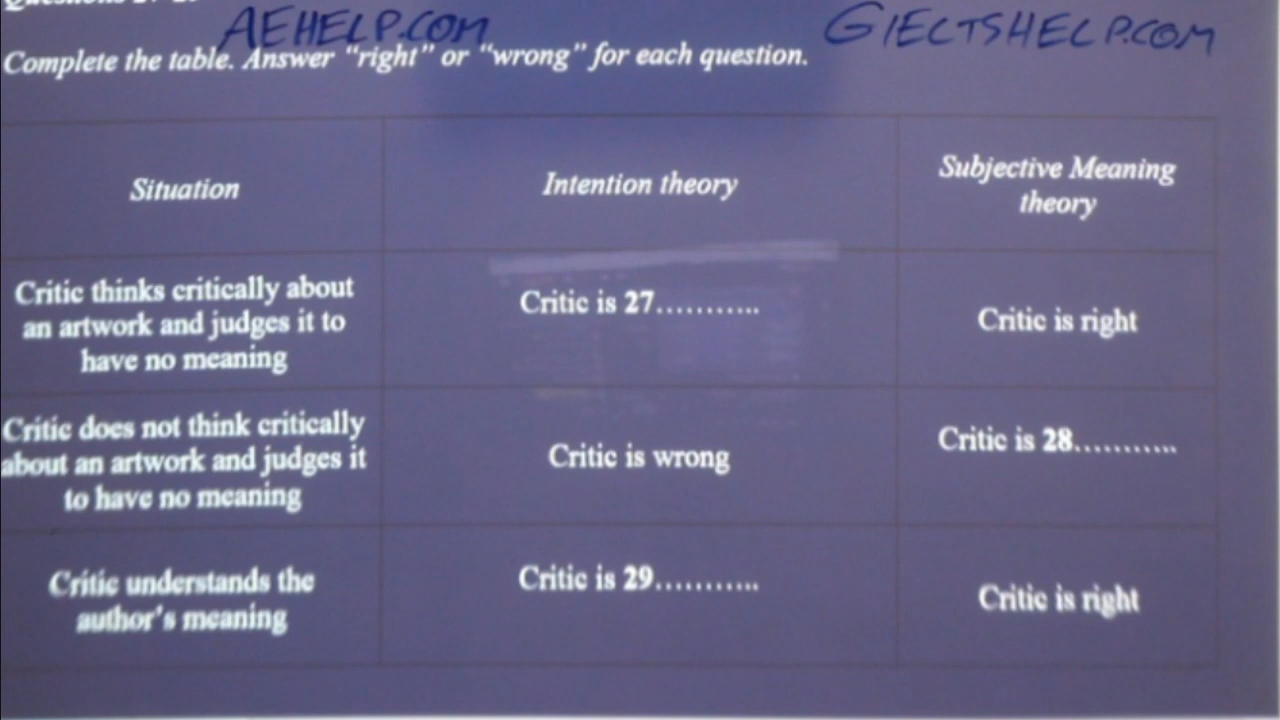 AEHELP.COM
GIELTSHELP.COM
Complete the table. Answer “right” or “wrong” for each question.
Situation
Intention theory
Subjective Meaning
theory
Critic thinks critically about
an artwork and judges it to
have no meaning
Critic is 27...........
Critic is right
Critic does not think critically
about an artwork and judges it
to have no meaning
Critic is wrong
Critic is 28...........
Critic understands the
author's meaning
Critic is 29...........
Critic is right